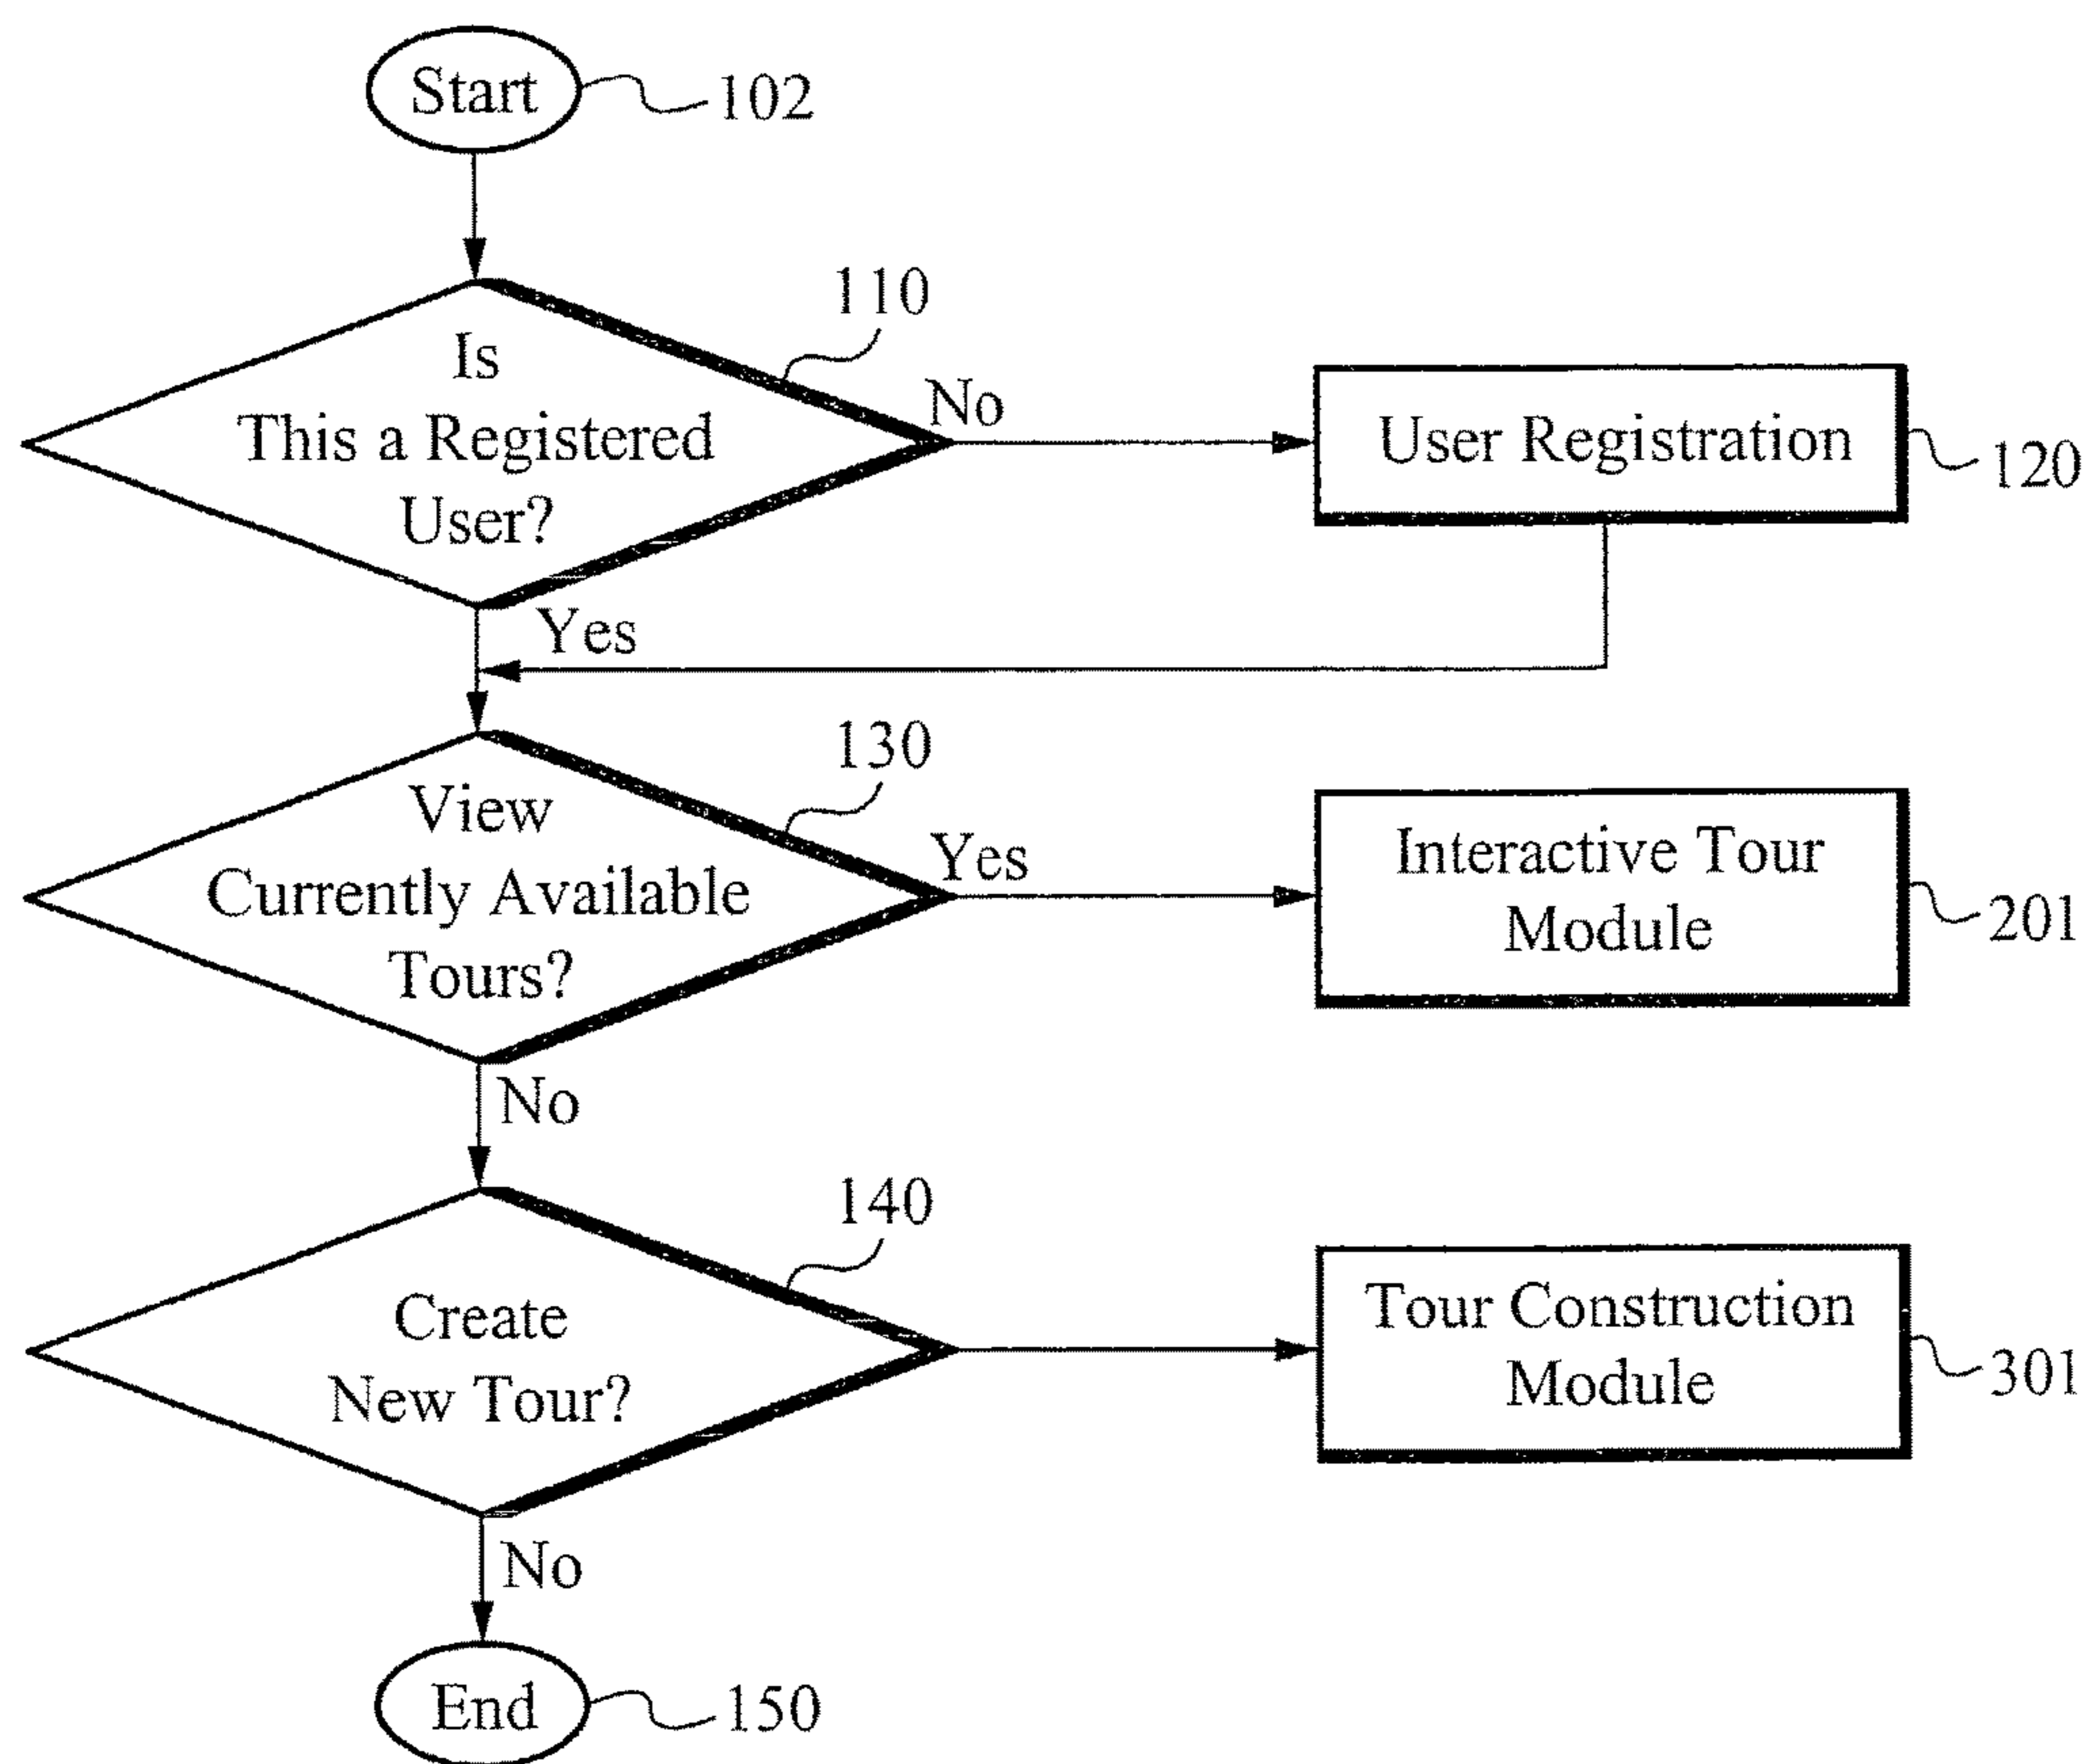 Start
102
110
Is
This a Registered
User?
No
User Registration
120
Yes
130
View
Currently Available
Tours?
Yes
Interactive Tour
Module
201
No
140
Create
New Tour?
Tour Construction
Module
301
No
End
150